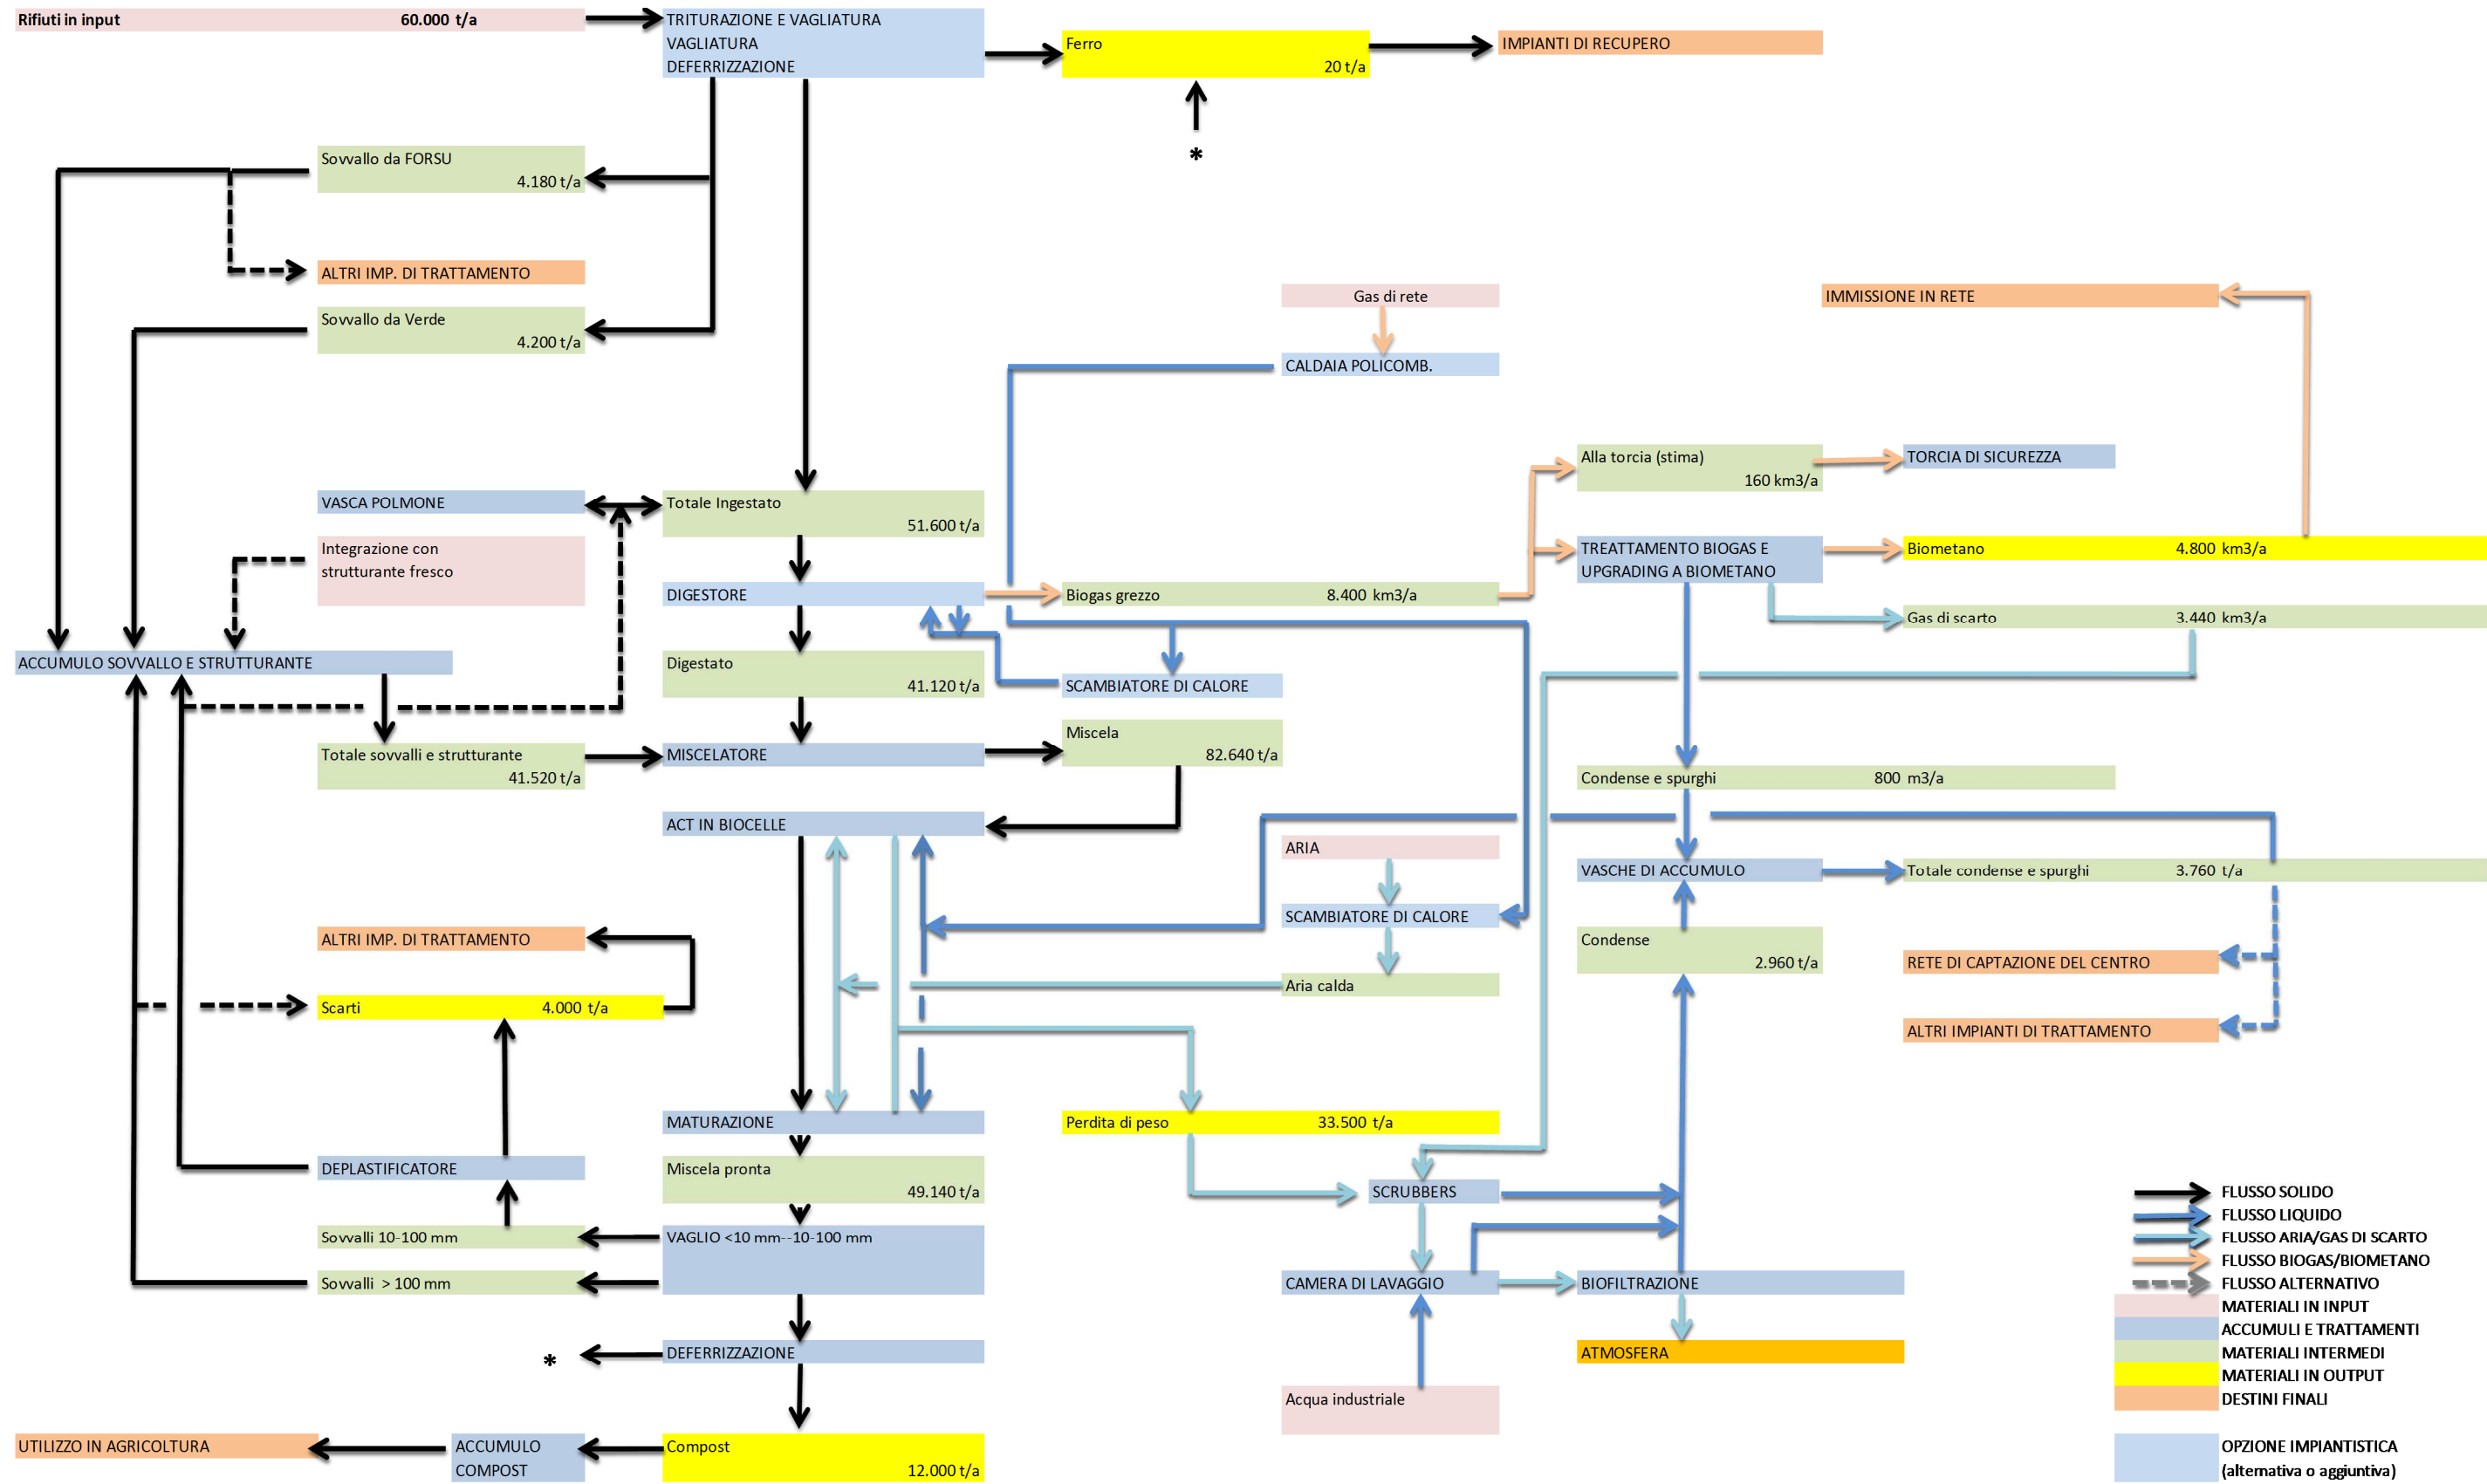 Rifiuti in input 60.000 t/a
TRITURAZIONE E VAGLIATURA
VAGLIATURA
DEFERRIZZAZIONE
Ferro
20 t/a
IMPIANTI DI RECUPERO
*
Sovvallo da FORSU
4.180 t/a
ALTRI IMP. DI TRATTAMENTO
Sovvallo da Verde
4.200 t/a
Gas di rete
IMMISSIONE IN RETE
CALDAIA POLICOMB.
Alla torcia (stima)
160 km3/a
TORCIA DI SICUREZZA
VASCA POLMONE
Totale Ingestato
51.600 t/a
Integrazione con
strutturante fresco
TREATTAMENTO BIOGAS E
UPGRADING A BIOMETANO
Biometano 4.800 km3/a
DIGESTORE
Biogas grezzo 8.400 km3/a
Gas di scarto 3.440 km3/a
ACCUMULO SOVVALLO E STRUTTURANTE
Digestato
41.120 t/a
SCAMBIATORE DI CALORE
Totale sovvalli e strutturante
41.520 t/a
MISCELATORE
Miscela
82.640 t/a
Condense e spurghi 800 m3/a
ACT IN BIOCELLE
ARIA
VASCHE DI ACCUMULO
Totale condense e spurghi 3.760 t/a
SCAMBIATORE DI CALORE
ALTRI IMP. DI TRATTAMENTO
Condense
2.960 t/a
RETE DI CAPTAZIONE DEL CENTRO
Aria calda
Scarti 4.000 t/a
ALTRI IMPIANTI DI TRATTAMENTO
MATURAZIONE
Perdita di peso 33.500 t/a
DEPLASTIFICATORE
Miscela pronta
49.140 t/a
SCRUBBERS
Sovvalli 10-100 mm
VAGLIO <10 mm--10-100 mm
Sovvalli > 100 mm
CAMERA DI LAVAGGIO
BIOFILTRAZIONE
*
DEFERRIZZAZIONE
ATMOSFERA
Acqua industriale
UTILIZZO IN AGRICOLTURA
ACCUMULO
COMPOST
Compost
12.000 t/a
FLUSSO SOLIDO
FLUSSO LIQUIDO
FLUSSO ARIA/GAS DI SCARTO
FLUSSO BIOGAS/BIOMETANO
FLUSSO ALTERNATIVO
MATERIALI IN INPUT
ACCUMULI E TRATTAMENTI
MATERIALI INTERMEDI
MATERIALI IN OUTPUT
DESTINI FINALI
OPZIONE IMPIANTISTICA
(alternativa o aggiuntiva)